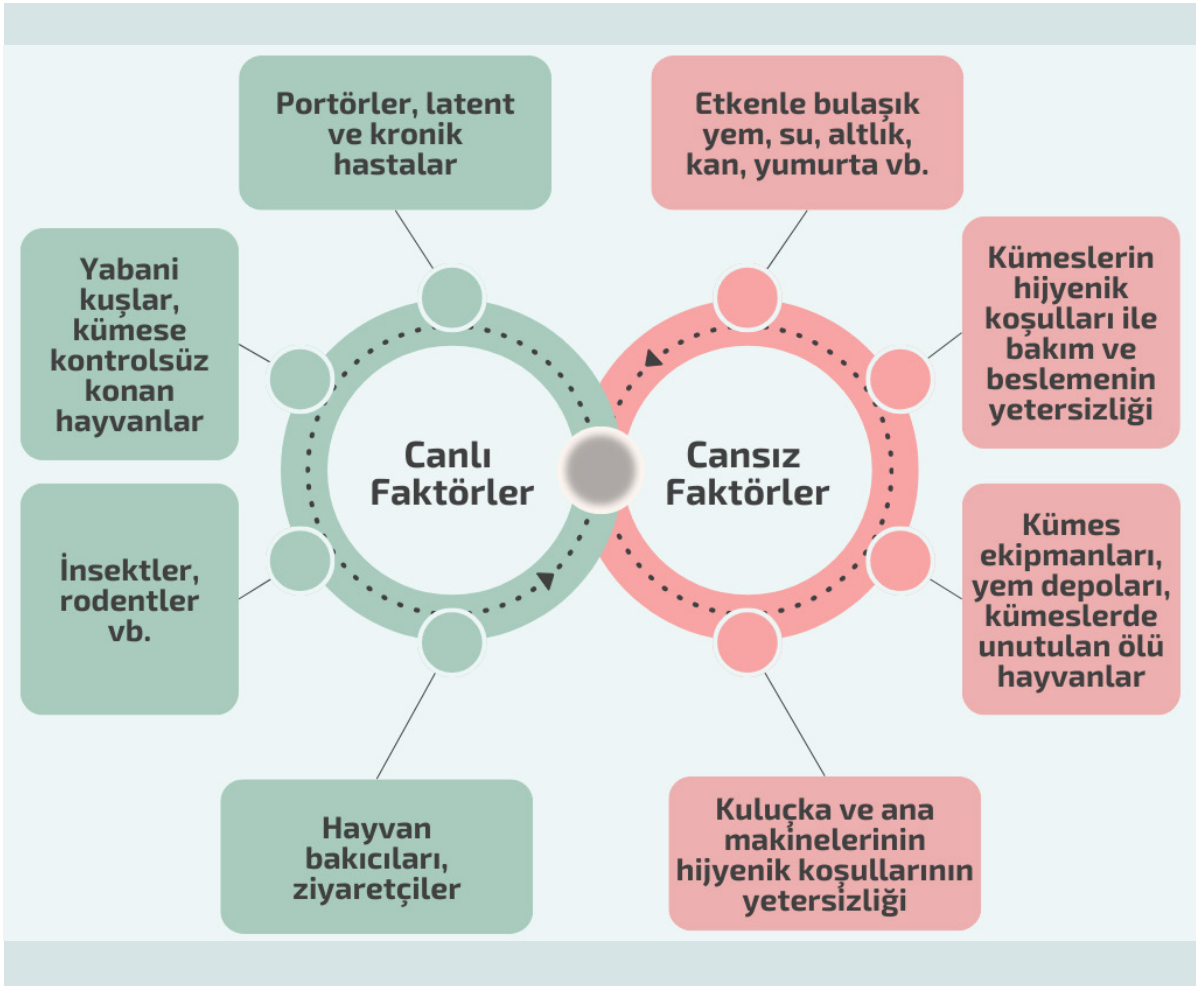 Portörler, latent
ve kronik
hastalar
Etkenle bulaşık
yem, su, altlık,
kan, yumurta vb.
Yabani
kuşlar,
kümese
kontrolsüz
konan
hayvanlar
Kümeslerin
hijyenik
koşulları ile
bakım ve
beslemenin
yetersizliği
Canlı
Faktörler
Cansız
Faktörler
İnsektler,
rodentler
vb.
Kümes
ekipmanları,
yem depoları,
kümeslerde
unutulan ölü
hayvanlar
Hayvan
bakıcıları,
ziyaretçiler
Kuluçka ve ana
makinelerinin
hijyenik koşullarının
yetersizliği